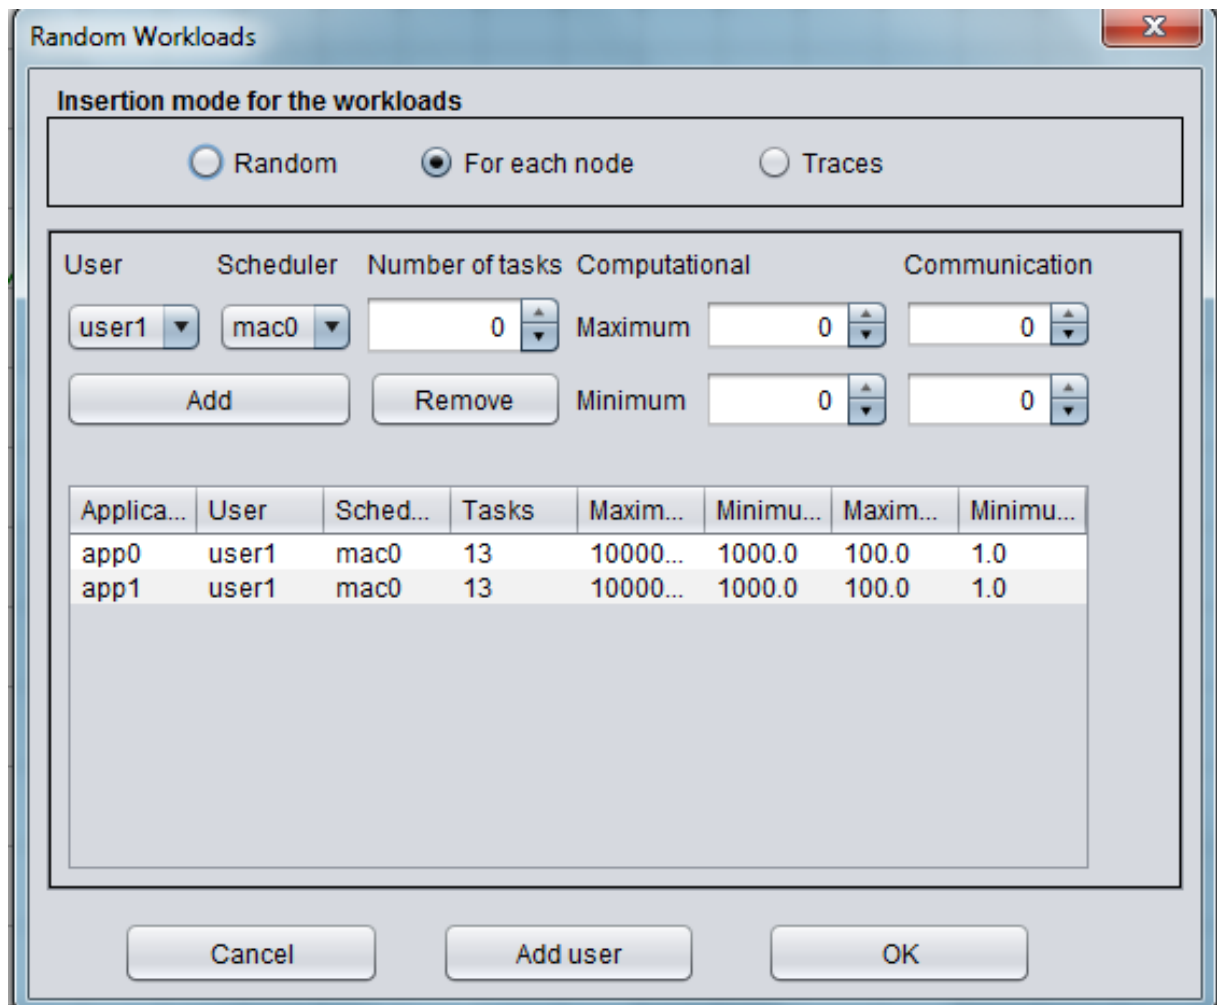 Random Workloads
X
Insertion mode for the workloads
Random For each node Traces
User Scheduler Number of tasks Computational Communication
user1 mac0 0 Maximum 0 0
Add Remove Minimum 0 0
Applica... User Sched... Tasks Maxim... Minimu... Maxim... Minimu...
app0 user1 mac0 13 10000... 1000.0 100.0 1.0
app1 user1 mac0 13 10000... 1000.0 100.0 1.0
Cancel Add user OK